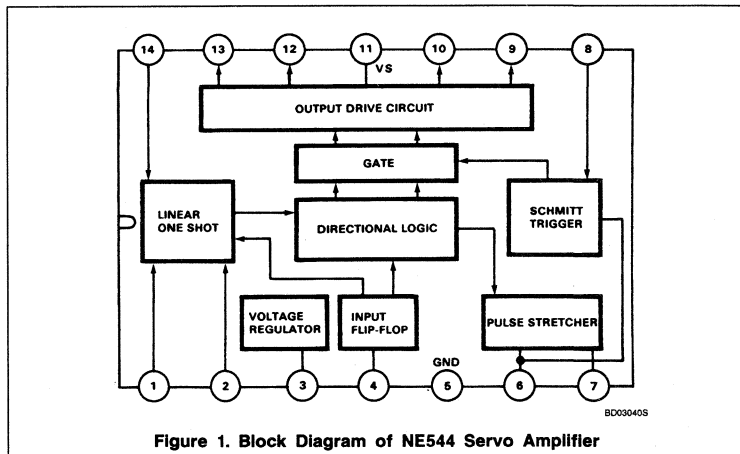 14 13 12 11 10 9 8
VS
OUTPUT DRIVE CIRCUIT
GATE
LINEAR
ONE SHOT
DIRECTIONAL LOGIC
SCHMITT
TRIGGER
VOLTAGE
REGULATOR
INPUT
FLIP-FLOP
PULSE STRETCHER
GND
1 2 3 4 5 6 7
BD03040S
Figure 1. Block Diagram of NE544 Servo Amplifier